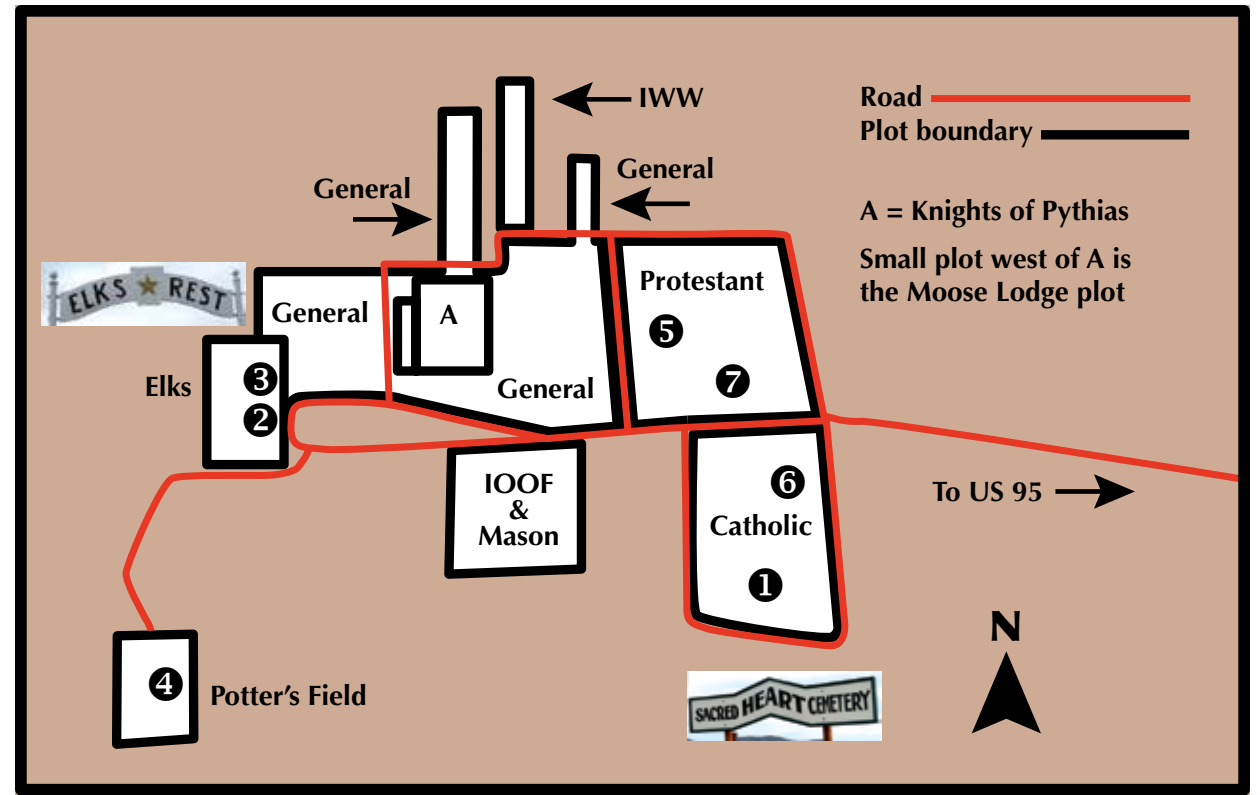 IWW
General
General
Road
Plot boundary
A = Knights of Pythias
Small plot west of A is
the Moose Lodge plot
ELKS REST
General
A
Protestant
5
7
Elks
3
2
General
IOOF
&
Mason
6
Catholic
1
To US 95
N
4
Potter’s Field
SACRED HEART CEMETERY